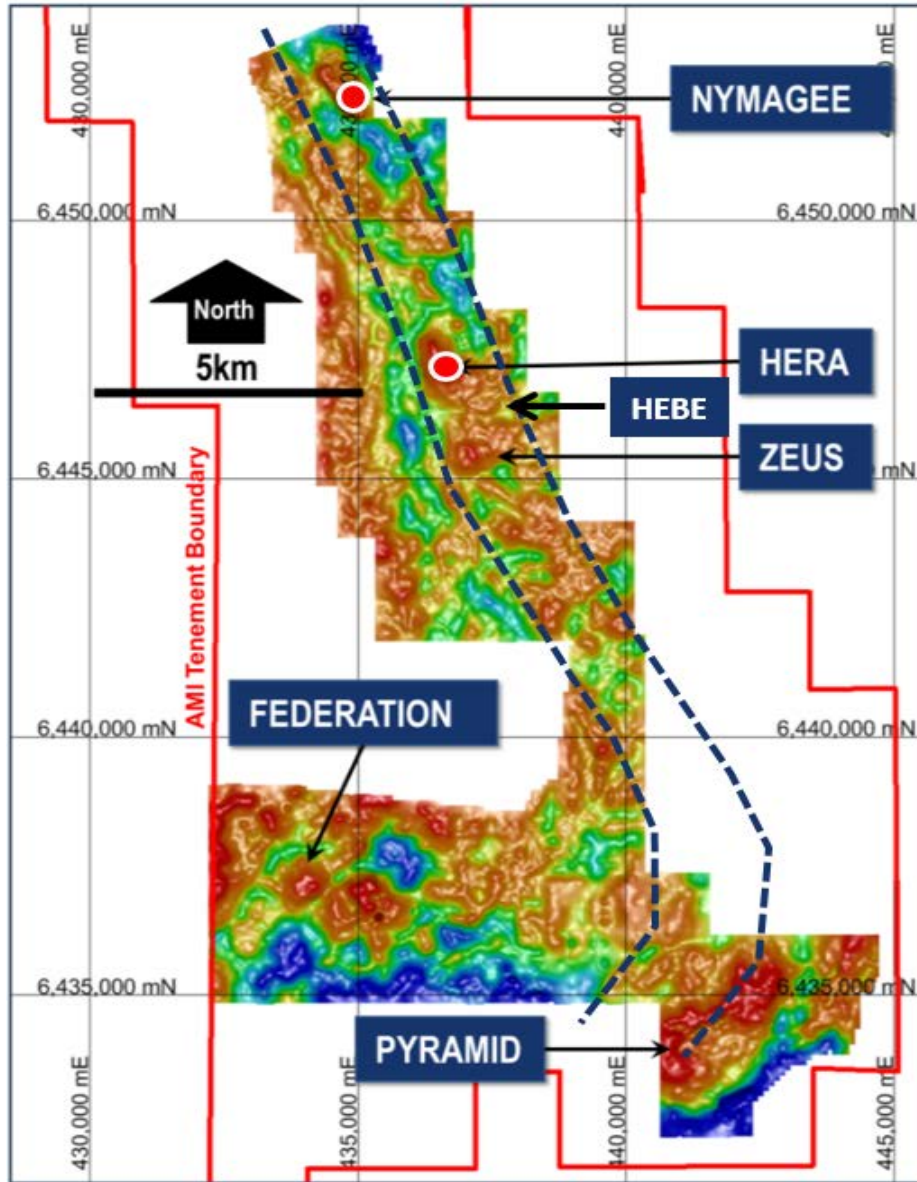 430,000 mE
440,000 mE
NYMAGEE
6,450,000 mN
6,450,000 mN
North
5km
HERA
HEBE
ZEUS
6,445,000 mN
mN
AMI Tenement Boundary
FEDERATION
6,440,000 mN
6,440,000 mN
6,435,000 mN
6,435,000 mN
PYRAMID
430,000 mE
435,000 mE
440,000 mE
445,000 mE